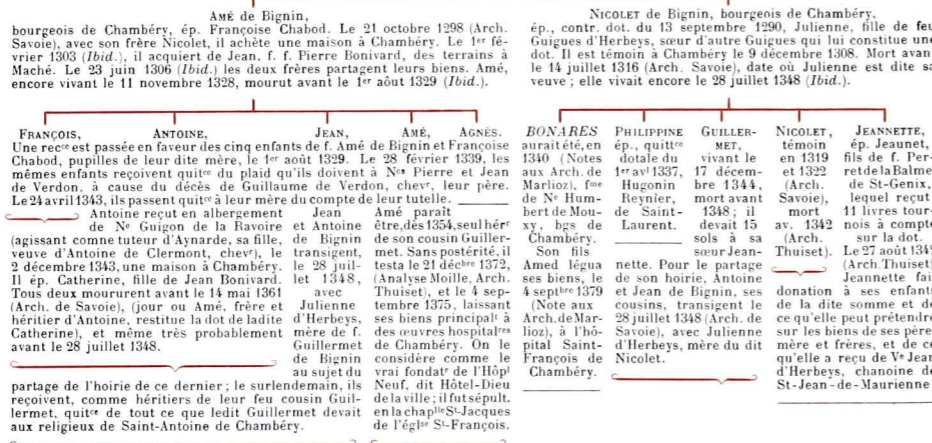 AMÉ de Bignin,
bourgeois de Chambéry, ép. Françoise Chabod. Le 21 octobre 1298 (Arch.
Savoie), avec son frère Nicolet, il achète une maison à Chambéry. Le 1er fé-
vrier 1303 (Ibid.), il acquiert de Jean, f. f. Pierre Bonivard, des terrains à
Maché. Le 23 juin 1306 (Ibid.) les deux frères partagent leurs biens. Amé,
encore vivant le 11 novembre 1328, mourut avant le 1er aôut 1329 (Ibid.).
NICOLET de Bignin, bourgeois de Chambéry,
ép., contr. dot. du 13 septembre 1290, Julienne, fille de feu
Guigues d'Herbeys, sœur d'autre Guigues qui lui constitue une
dot. Il est témoin à Chambéry le 9 décembre 1308. Mort avant
le 14 juillet 1316 (Arch. Savoie), date où Julienne est dite sa
veuve ; elle vivait encore le 28 juillet 1348 (Ibid.).
FRANÇOIS, ANTOINE, JEAN, AMÉ, AGNÈS.
Une recce est passée en faveur des cinq enfants de f. Amé de Bignin et Françoise
Chabod, pupilles de leur dite mère, le 1er août 1329. Le 28 février 1339, les
mêmes enfants reçoivent quitce du plaid qu'ils doivent à Nes Pierre et Jean
de Verdon, à cause du décès de Guillaume de Verdon, chevr, leur père.
Le 24 avril 1343, ils passent quitce à leur mère du compte de leur tutelle.
Antoine reçut en albergement
de Ne Guigon de la Ravoire
(agissant comme tuteur d'Aynarde, sa fille,
veuve d'Antoine de Clermont, chevr), le
2 décembre 1343, une maison à Chambéry.
Il ép. Catherine, fille de Jean Bonivard.
Tous deux moururent avant le 14 mai 1361
(Arch. de Savoie), (jour ou Amé, frère et
héritier d'Antoine, restitue la dot de ladite
Catherine), et même très probablement
avant le 28 juillet 1348.
Jean
et Antoine
de Bignin
transigent,
le 28 juil-
let 1348,
avec
Julienne
d'Herbeys,
mère de f.
Guillermet
de Bignin
au sujet du
partage de l'hoirie de ce dernier ; le surlendemain, ils
reçoivent, comme héritiers de leur feu cousin Guil-
lermet, quitce de tout ce que ledit Guillermet devait
aux religieux de Saint-Antoine de Chambéry.
Amé paraît
être, dès 1354, seul hérr
de son cousin Guiller-
met. Sans postérité, il
testa le 21 décbre 1372,
(Analyse Moille, Arch.
Thuiset), et le 4 sep-
tembre 1375, laissant
ses biens principalt à
des œuvres hospitalres
de Chambéry. On le
considère comme le
vrai fondatr de l'Hôpl
Neuf, dit Hôtel-Dieu
de la ville ; il fut sépult.
en la chaplle St-Jacques
de l'églse St-François.
BONARES
aurait été, en
1340 (Notes
aux Arch. de
Marlioz), fme
de Ne Hum-
bert de Mou-
xy, bgs de
Chambéry.
Son fils
Amed légua
ses biens, le
4 septbre 1379
(Note aux
Arch. de Mar-
lioz), à l'hô-
pital Saint-
François de
Chambéry.
PHILIPPINE
ép., quittce
dotale du
1er avl 1337,
Hugonin
Reynier,
de Saint-
Laurent.
GUILLER-
MET,
vivant le
17 décem-
bre 1344,
mort avant
1348 ; il
devait 15
sols à sa
sœur Jean-
nette. Pour le partage
de son hoirie, Antoine
et Jean de Bignin, ses
cousins, transigent le
28 juillet 1348 (Arch. de
Savoie), avec Julienne
d'Herbeys, mère du dit
Nicolet.
NICOLET,
témoin
en 1319
et 1322
(Arch.
Savoie),
mort
av. 1342
(Arch.
Thuiset).
JEANNETTE,
ép. Jeaunet,
fils de f. Per-
ret de la Balme
de St-Genix,
lequel reçut
11 livres tour-
nois à compte
sur la dot.
Le 27 août 1342
(Arch. Thuiset)
Jeannette fait
donation à ses enfants
de la dite somme et de
ce qu'elle peut prétendre
sur les biens de ses père,
mère et frères, et de ce
qu'elle a reçu de Ve Jean
d'Herbeys, chanoine de
St-Jean-de-Maurienne.